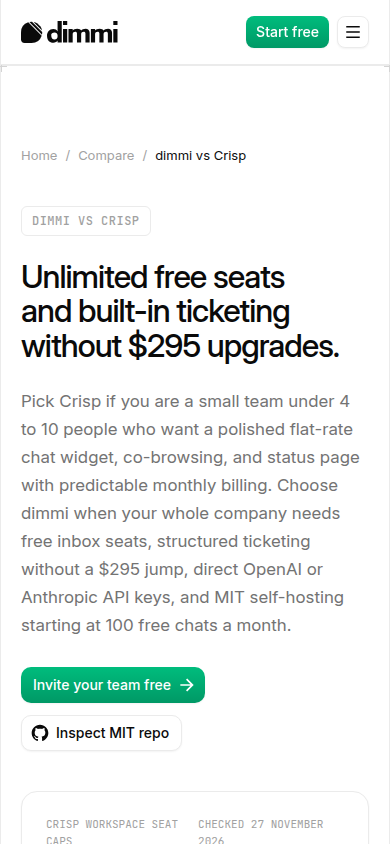 dimmi
Start free
Home / Compare / dimmi vs Crisp
DIMMI VS CRISP
Unlimited free seats
and built-in ticketing
without $295 upgrades.
Pick Crisp if you are a small team under 4
to 10 people who want a polished flat-rate
chat widget, co-browsing, and status page
with predictable monthly billing. Choose
dimmi when your whole company needs
free inbox seats, structured ticketing
without a $295 jump, direct OpenAI or
Anthropic API keys, and MIT self-hosting
starting at 100 free chats a month.
Invite your team free
Inspect MIT repo
CRISP WORKSPACE SEAT
CAPS
CHECKED 27 NOVEMBER
2026